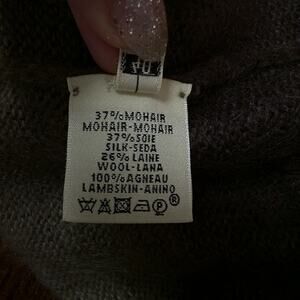 37%MOHAIR
MOHAIR-MOHAIR
37%SOIE
SILK-SEDA
26%LAINE
WOOL-LANA
100%AGNEAU
LAMBSKIN-ANINO
P®